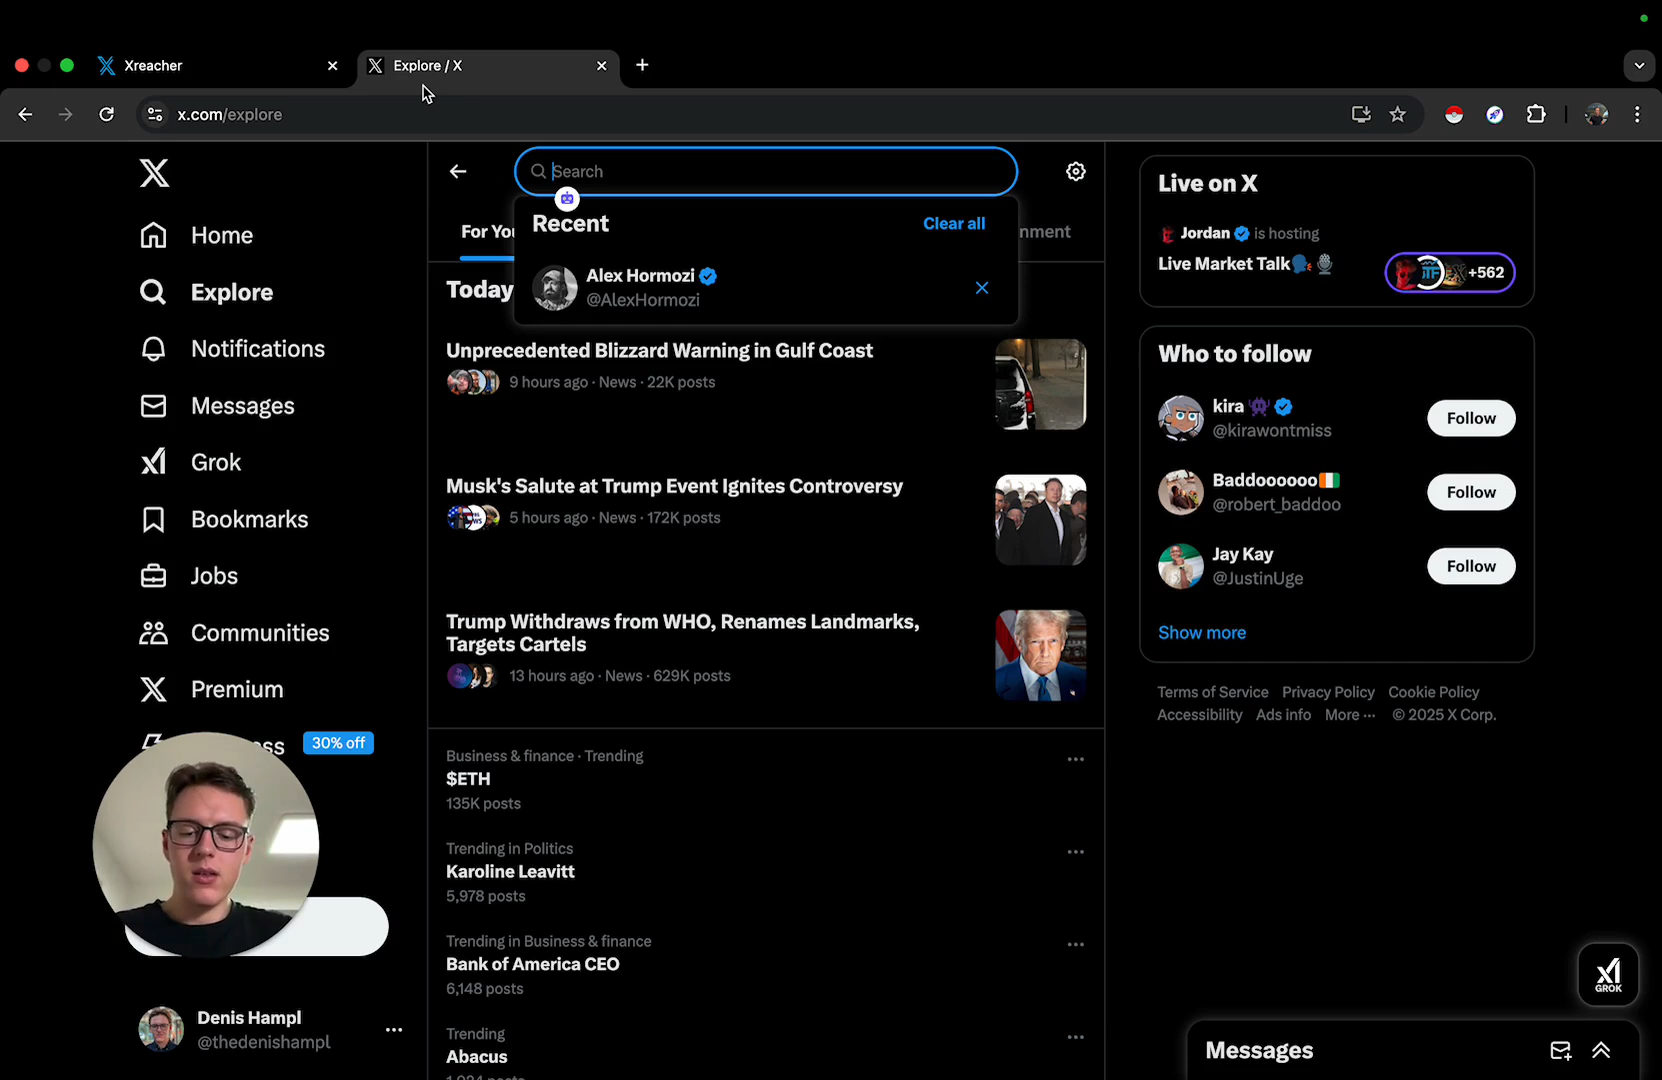 Xreacher
Explore / X
x.com/explore
Search
Recent
Clear all
For You
nment
Alex Hormozi
@AlexHormozi
Today
Unprecedented Blizzard Warning in Gulf Coast
9 hours ago · News · 22K posts
Musk's Salute at Trump Event Ignites Controversy
5 hours ago · News · 172K posts
Trump Withdraws from WHO, Renames Landmarks,
Targets Cartels
13 hours ago · News · 629K posts
Business & finance · Trending
$ETH
135K posts
Trending in Politics
Karoline Leavitt
5,978 posts
Trending in Business & finance
Bank of America CEO
6,148 posts
Trending
Abacus
Home
Explore
Notifications
Messages
Grok
Bookmarks
Jobs
Communities
Premium
ss
30% off
Denis Hampl
@thedenishampl
Live on X
Jordan is hosting
Live Market Talk
+562
Who to follow
kira
@kirawontmiss
Follow
Baddoooooo
@robert_baddoo
Follow
Jay Kay
@JustinUge
Follow
Show more
Terms of Service Privacy Policy Cookie Policy
Accessibility Ads info More ··· © 2025 X Corp.
GROK
Messages